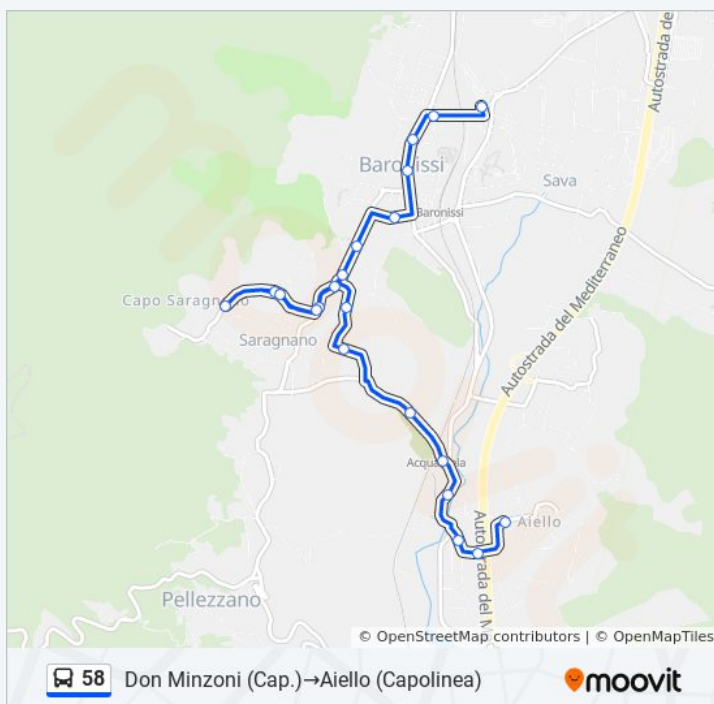 Autostrada de
Baronissi
Sava
Baronissi
Autostrada del Mediterraneo
Capo Saragnano
Saragnano
Aiello
Autostrada del M
Pellezzano
© OpenStreetMap contributors | © OpenMapTiles
58 Don Minzoni (Cap.)→Aiello (Capolinea)
moovit